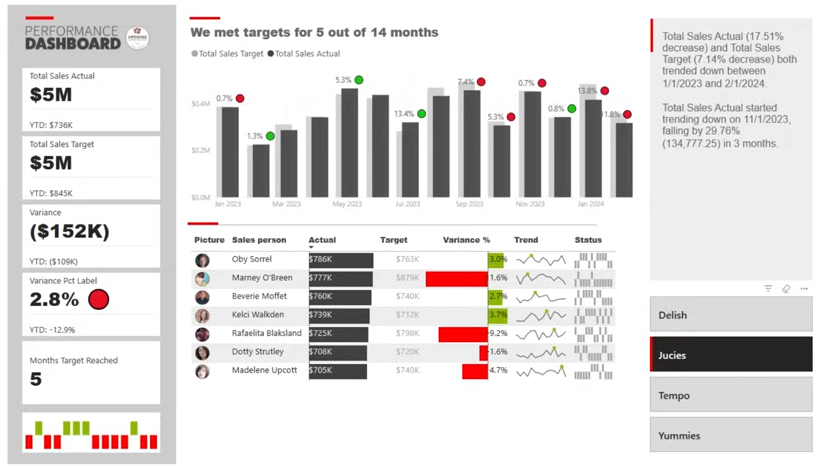 PERFORMANCE
DASHBOARD
Total Sales Actual
$5M
YTD: $736K
Total Sales Target
$5M
YTD: $845K
Variance
($152K)
YTD: ($109K)
Variance Pct Label
2.8%
YTD: -12.9%
Months Target Reached
5
We met targets for 5 out of 14 months
Total Sales Target Total Sales Actual
$0.4M
$0.2M
$0.0M
0.7%
1.3%
5.3%
13.4%
7.4%
5.3%
0.7%
0.8%
13.8%
11.8%
Jan 2023 Mar 2023 May 2023 Jul 2023 Sep 2023 Nov 2023 Jan 2024
Picture Sales person Actual Target Variance % Trend Status
Oby Sorrel $786K $763K 3.0%
Marney O'Breen $777K $879K 1.6%
Beverie Moffet $760K $740K 2.7%
Kelci Walkden $739K $712K 3.7%
Rafaelita Blaksland $725K $798K -9.2%
Dotty Strutley $708K $720K -1.6%
Madelene Upcott $705K $740K 4.7%
Total Sales Actual (17.51%
decrease) and Total Sales
Target (7.14% decrease) both
trended down between
1/1/2023 and 2/1/2024.
Total Sales Actual started
trending down on 11/1/2023,
falling by 29.76%
(134,777.25) in 3 months.
Delish
Jucies
Tempo
Yummies